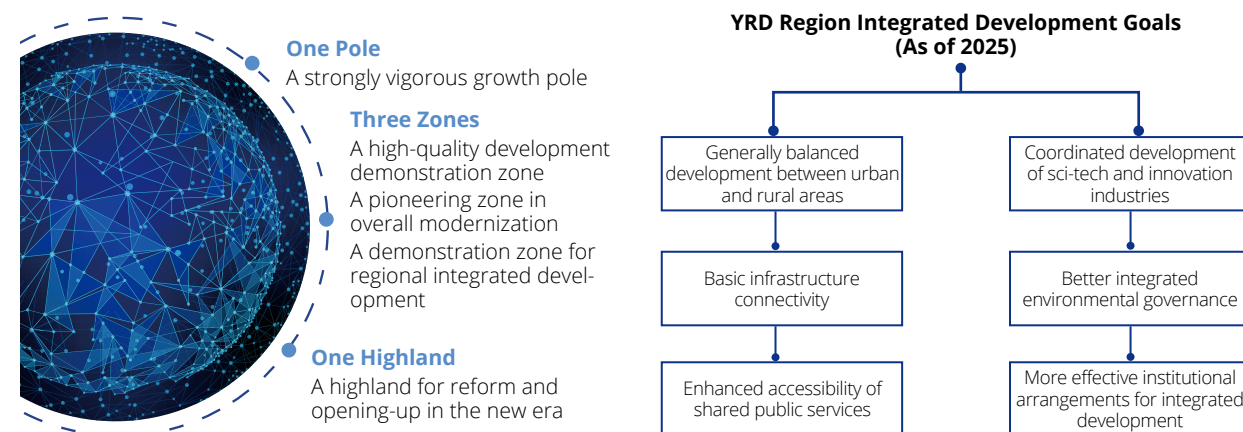 One Pole
A strongly vigorous growth pole
Three Zones
A high-quality development
demonstration zone
A pioneering zone in
overall modernization
A demonstration zone for
regional integrated devel-
opment
One Highland
A highland for reform and
opening-up in the new era
YRD Region Integrated Development Goals
(As of 2025)
Generally balanced
development between urban
and rural areas
Basic infrastructure
connectivity
Enhanced accessibility of
shared public services
Coordinated development
of sci-tech and innovation
industries
Better integrated
environmental governance
More effective institutional
arrangements for integrated
development